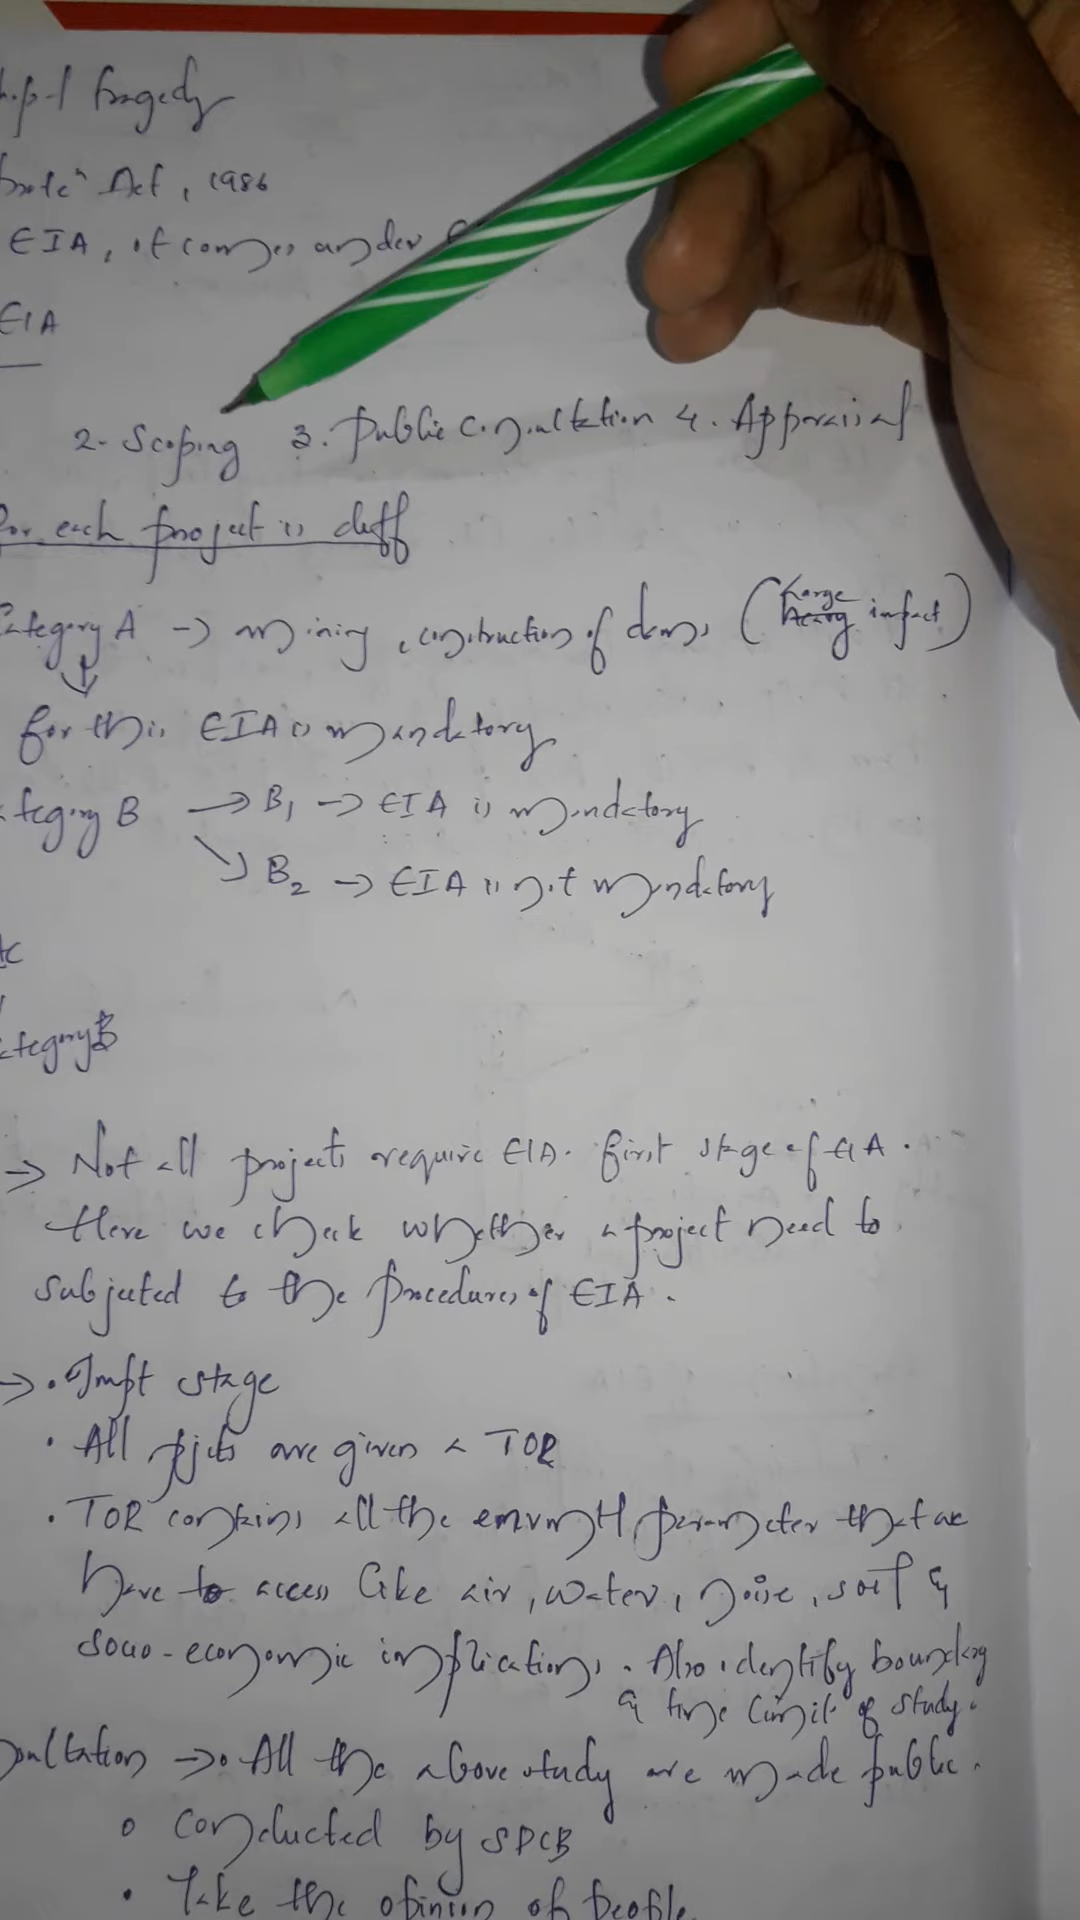 tragedy
Act, 1986
EIA, it comes under
EIA
2. Scoping 3. Public Consultation 4. Appraisal
for each project is diff
Category A → mining, construction of dams (Large impact)
for this EIA is mandatory
Category B → B1 → EIA is mandatory
→ B2 → EIA is not mandatory
ategory B
→ Not all projects require EIA. first stage of EIA.
Here we check whether a project need to
subjected to the procedures of EIA.
→ • Impt stage
• All pjcts are given a TOR
• TOR contains all the envnmntl parameter that we
have to access like air, water, noise, soil &
socio-economic implications. Also identify boundary
& time limit of study.
onsultation → • All the above study are made public.
• conducted by SPCB
• Take the opinion of People.